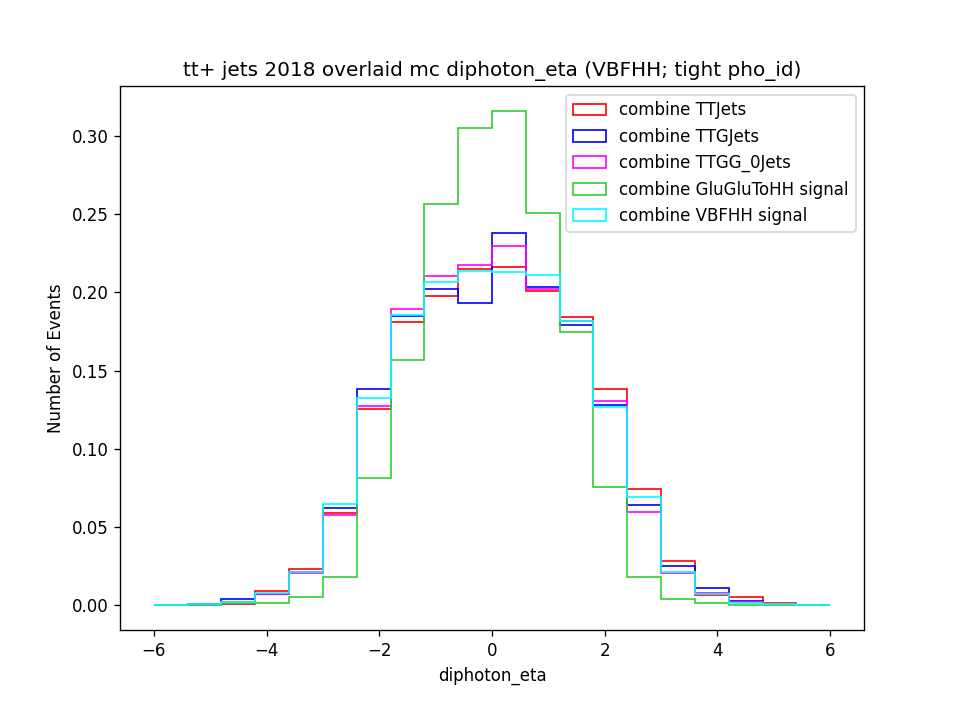 tt+ jets 2018 overlaid mc diphoton_eta (VBFHH; tight pho_id)
combine TTJets
combine TTGJets
combine TTGG_0Jets
combine GluGluToHH signal
combine VBFHH signal
Number of Events
0.30
0.25
0.20
0.15
0.10
0.05
0.00
−6 −4 −2 0 2 4 6
diphoton_eta